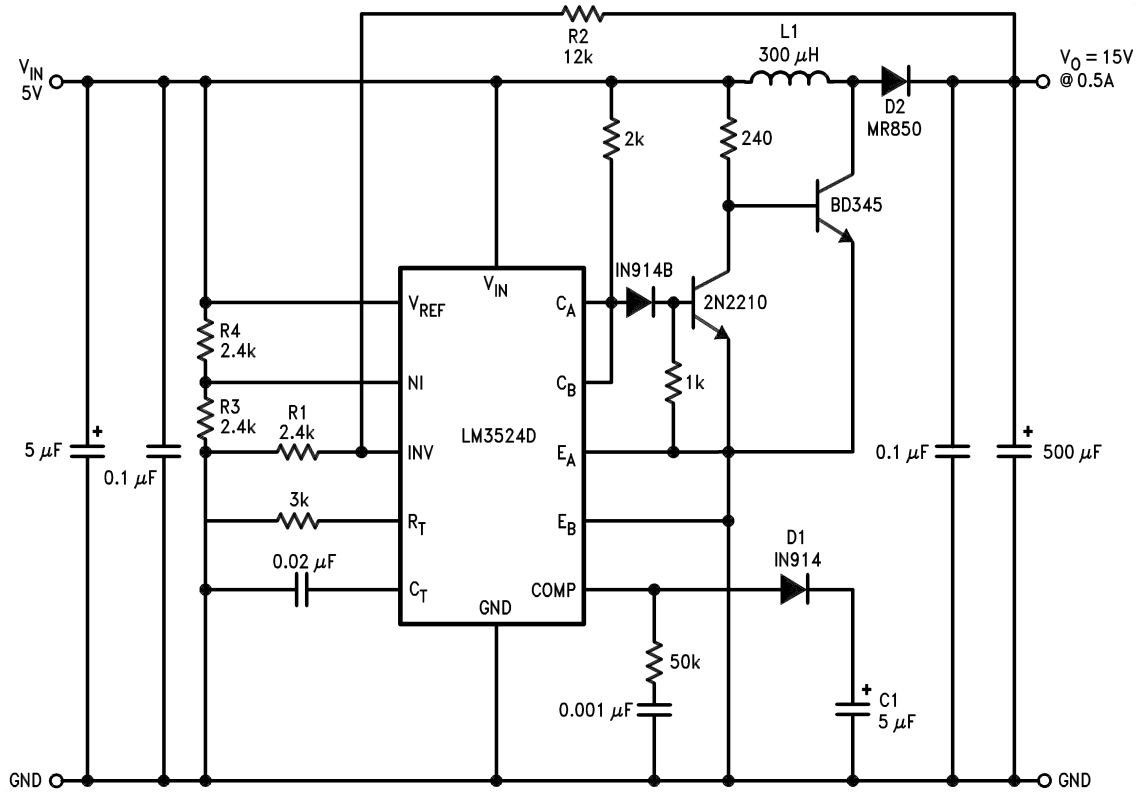 R2
12k
L1
300 µH
V_IN
5V
V_O = 15V
@ 0.5A
D2
MR850
2k
240
BD345
IN914B
2N2210
V_IN
V_REF
C_A
R4
2.4k
NI
C_B
1k
R3
2.4k
R1
2.4k
LM3524D
5 µF
+
0.1 µF
INV
E_A
0.1 µF
+
500 µF
3k
R_T
E_B
0.02 µF
D1
IN914
C_T
COMP
GND
50k
0.001 µF
+
C1
5 µF
GND
GND